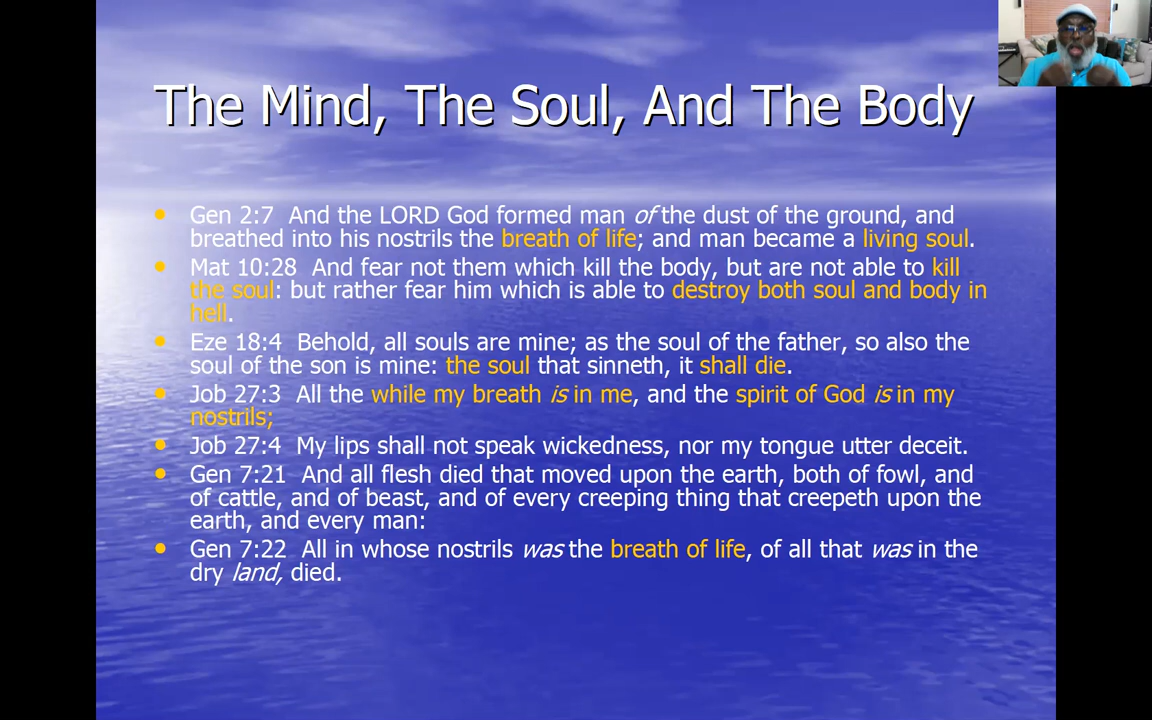 The Mind, The Soul, And The Body
Gen 2:7 And the LORD God formed man of the dust of the ground, and
breathed into his nostrils the breath of life; and man became a living soul.
Mat 10:28 And fear not them which kill the body, but are not able to kill
the soul: but rather fear him which is able to destroy both soul and body in
hell.
Eze 18:4 Behold, all souls are mine; as the soul of the father, so also the
soul of the son is mine: the soul that sinneth, it shall die.
Job 27:3 All the while my breath is in me, and the spirit of God is in my
nostrils;
Job 27:4 My lips shall not speak wickedness, nor my tongue utter deceit.
Gen 7:21 And all flesh died that moved upon the earth, both of fowl, and
of cattle, and of beast, and of every creeping thing that creepeth upon the
earth, and every man:
Gen 7:22 All in whose nostrils was the breath of life, of all that was in the
dry land, died.